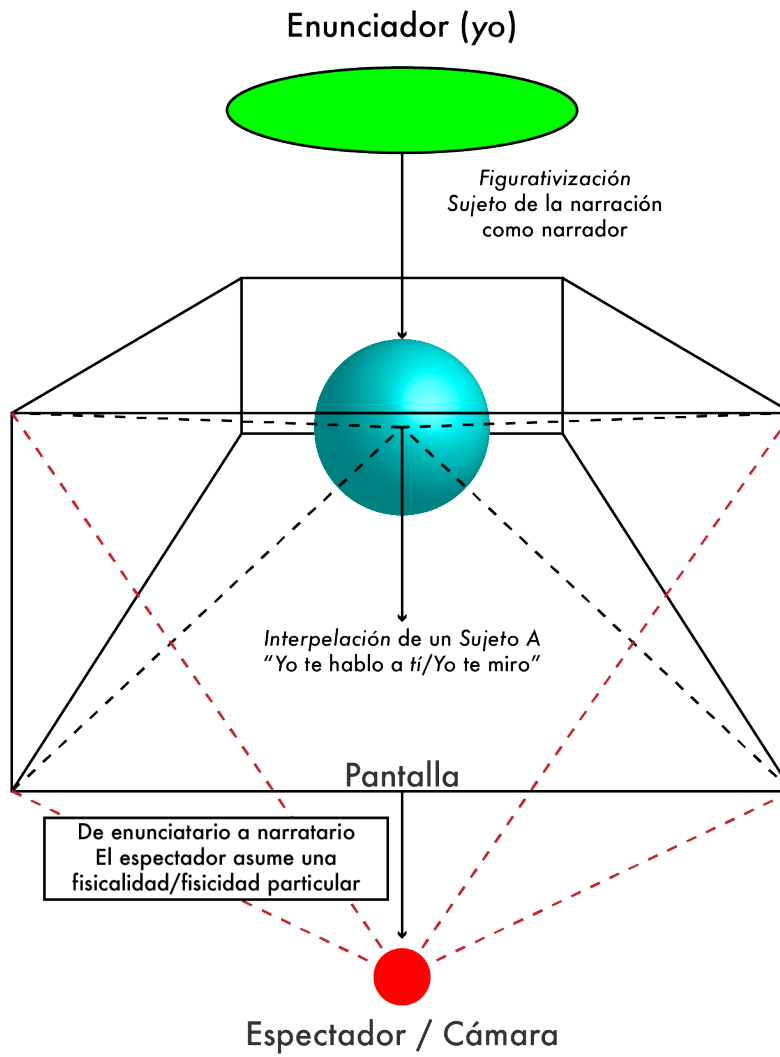 Enunciador (yo)
Figurativización
Sujeto de la narración
como narrador
Interpelación de un Sujeto A
“Yo te hablo a tí/Yo te miro”
Pantalla
De enunciatario a narratario
El espectador asume una
fisicalidad/fisicidad particular
Espectador / Cámara